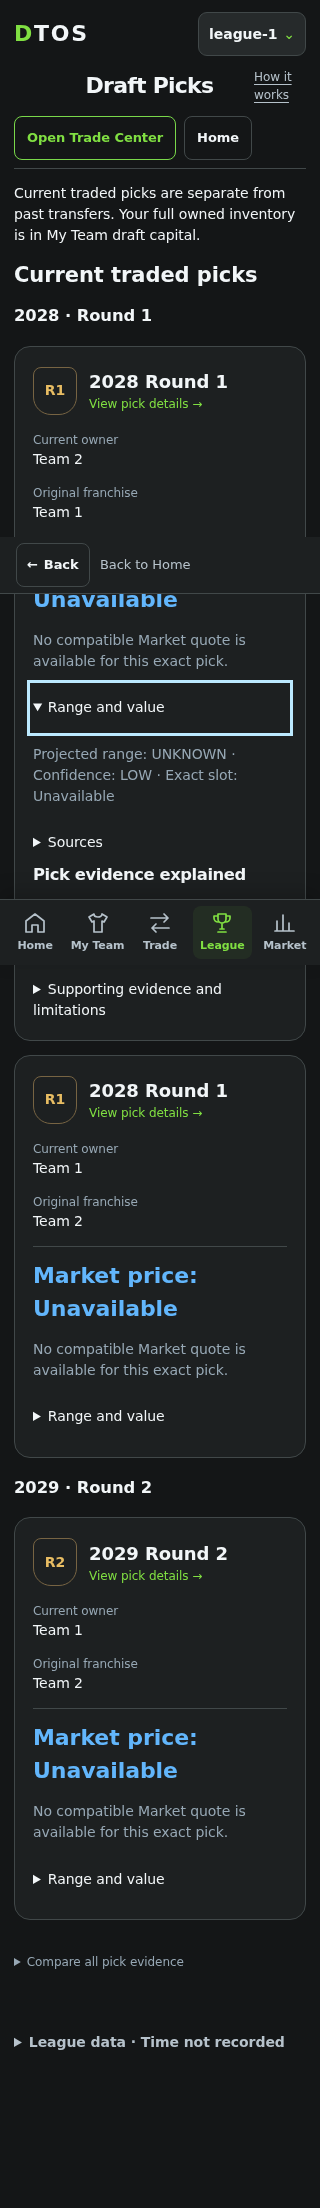 DTOS
league-1 ⌄
Draft Picks
How it
works
Open Trade Center
Home
Current traded picks are separate from
past transfers. Your full owned inventory
is in My Team draft capital.
Current traded picks
2028 · Round 1
R1
2028 Round 1
View pick details →
Current owner
Team 2
Original franchise
Team 1
← Back
Back to Home
Unavailable
No compatible Market quote is
available for this exact pick.
▼ Range and value
Projected range: UNKNOWN ·
Confidence: LOW · Exact slot:
Unavailable
▶ Sources
Pick evidence explained
Home
My Team
Trade
League
Market
▶ Supporting evidence and
limitations
R1
2028 Round 1
View pick details →
Current owner
Team 1
Original franchise
Team 2
Market price:
Unavailable
No compatible Market quote is
available for this exact pick.
▶ Range and value
2029 · Round 2
R2
2029 Round 2
View pick details →
Current owner
Team 1
Original franchise
Team 2
Market price:
Unavailable
No compatible Market quote is
available for this exact pick.
▶ Range and value
▶ Compare all pick evidence
▶ League data · Time not recorded